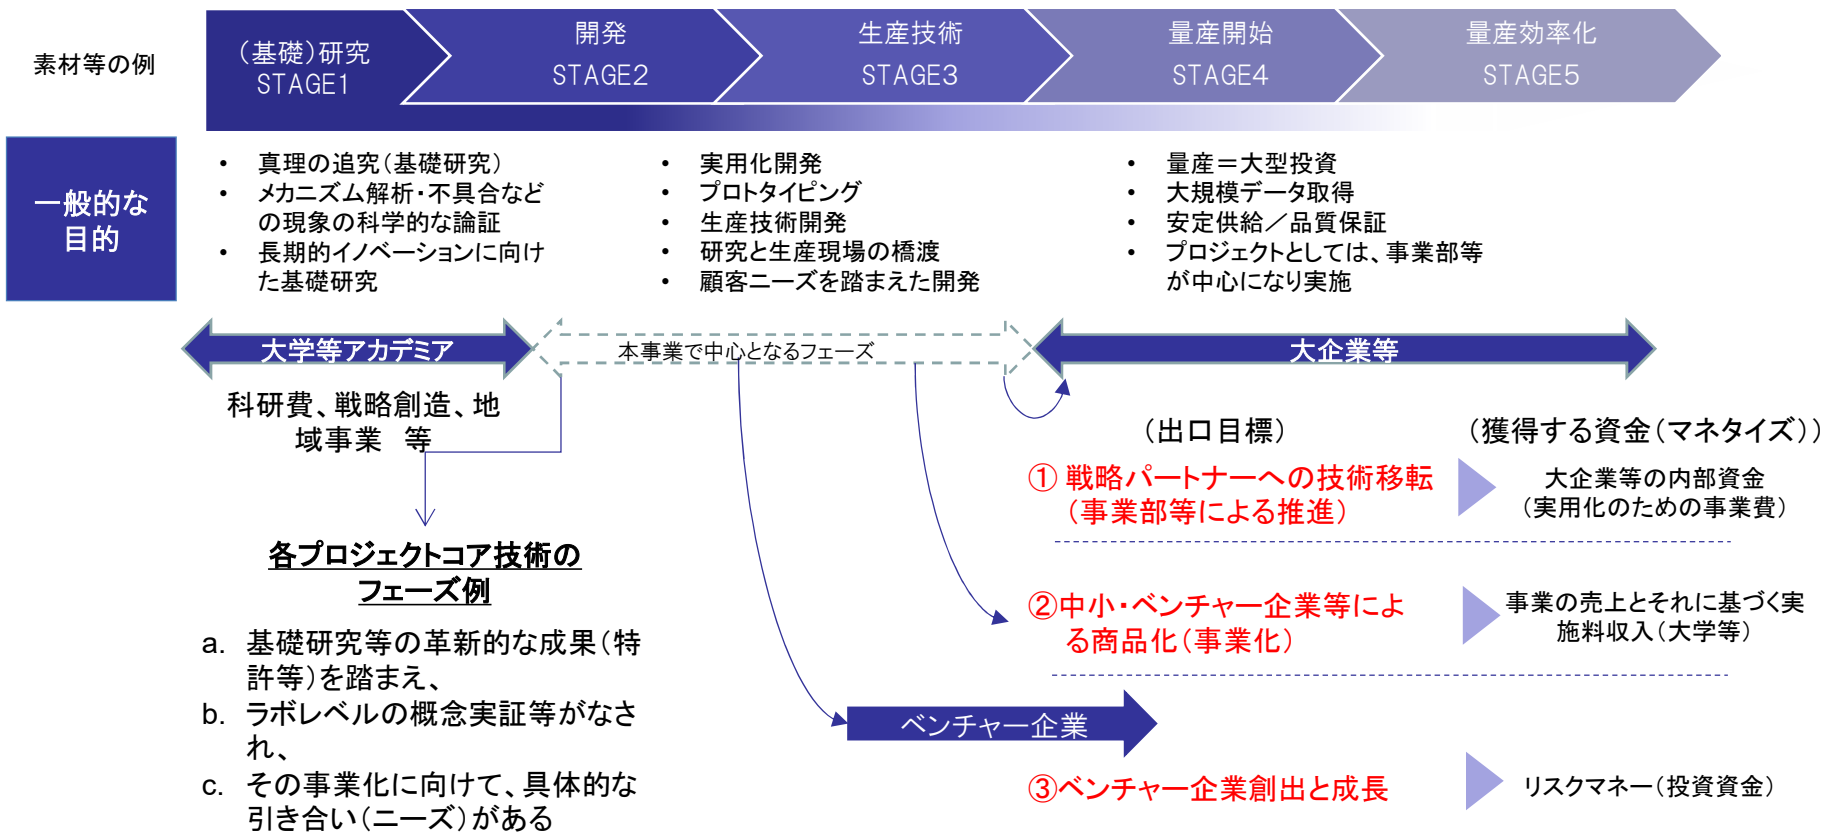 素材等の例
(基礎)研究
STAGE1
開発
STAGE2
生産技術
STAGE3
量産開始
STAGE4
量産効率化
STAGE5
一般的な
目的
• 真理の追究(基礎研究)
• メカニズム解析・不具合など
の現象の科学的な論証
• 長期的イノベーションに向け
た基礎研究
• 実用化開発
• プロトタイピング
• 生産技術開発
• 研究と生産現場の橋渡
• 顧客ニーズを踏まえた開発
• 量産=大型投資
• 大規模データ取得
• 安定供給/品質保証
• プロジェクトとしては、事業部等
が中心になり実施
大学等アカデミア
本事業で中心となるフェーズ
大企業等
科研費、戦略創造、地
域事業 等
各プロジェクトコア技術の
フェーズ例
a. 基礎研究等の革新的な成果(特
許等)を踏まえ、
b. ラボレベルの概念実証等がなさ
れ、
c. その事業化に向けて、具体的な
引き合い(ニーズ)がある
(出口目標)
(獲得する資金(マネタイズ))
① 戦略パートナーへの技術移転
(事業部等による推進)
大企業等の内部資金
(実用化のための事業費)
②中小・ベンチャー企業等によ
る商品化(事業化)
事業の売上とそれに基づく実
施料収入(大学等)
ベンチャー企業
③ベンチャー企業創出と成長
リスクマネー(投資資金)